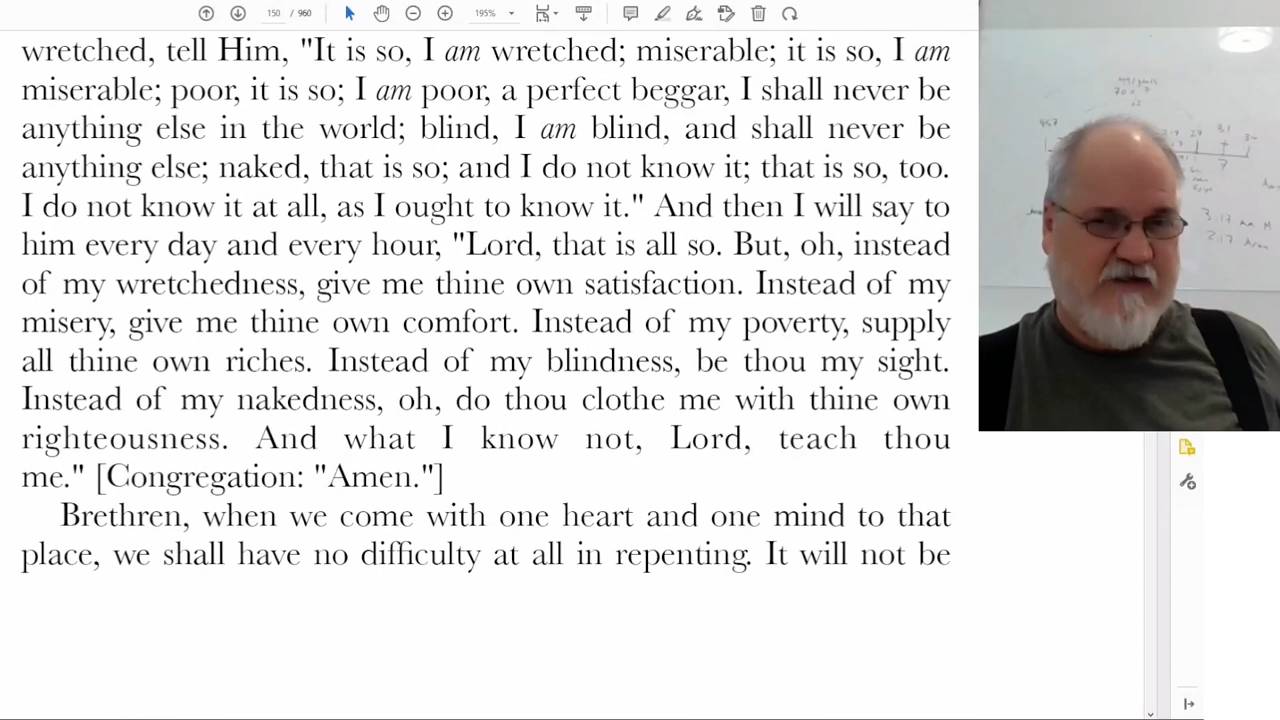 150 / 960
195%
wretched, tell Him, "It is so, I am wretched; miserable; it is so, I am
miserable; poor, it is so; I am poor, a perfect beggar, I shall never be
anything else in the world; blind, I am blind, and shall never be
anything else; naked, that is so; and I do not know it; that is so, too.
I do not know it at all, as I ought to know it." And then I will say to
him every day and every hour, "Lord, that is all so. But, oh, instead
of my wretchedness, give me thine own satisfaction. Instead of my
misery, give me thine own comfort. Instead of my poverty, supply
all thine own riches. Instead of my blindness, be thou my sight.
Instead of my nakedness, oh, do thou clothe me with thine own
righteousness. And what I know not, Lord, teach thou
me." [Congregation: "Amen."]
Brethren, when we come with one heart and one mind to that
place, we shall have no difficulty at all in repenting. It will not be
457
31
7
3.17
2.17